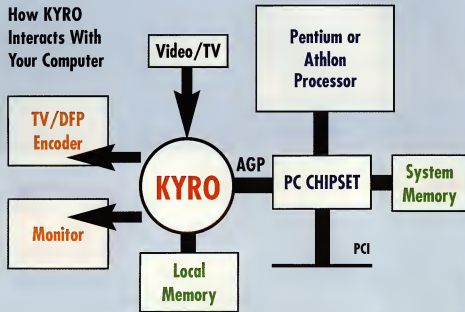 How KYRO
Interacts With
Your Computer
Video/TV
Pentium or
Athlon
Processor
TV/DFP
Encoder
KYRO
AGP
PC CHIPSET
System
Memory
Monitor
Local
Memory
PCI